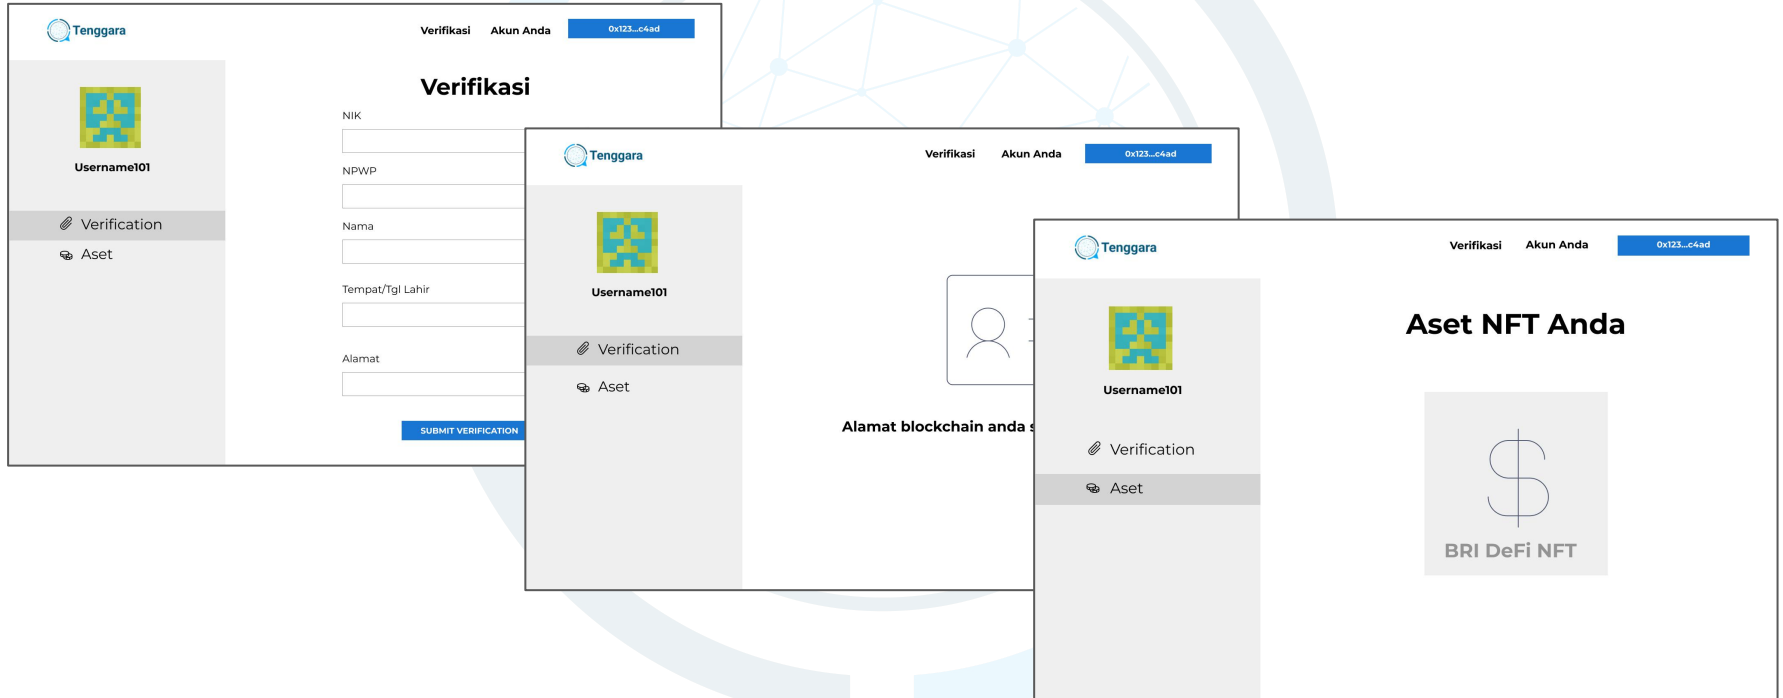 Tenggara
Verifikasi Akun Anda 0x123...c4ad
Username101
Verification
Aset
Verifikasi
NIK
NPWP
Nama
Tempat/Tgl Lahir
Alamat
SUBMIT VERIFICATION
Tenggara
Verifikasi Akun Anda 0x123...c4ad
Username101
Verification
Aset
Alamat blockchain anda
Tenggara
Verifikasi Akun Anda 0x123...c4ad
Username101
Verification
Aset
Aset NFT Anda
BRI DeFi NFT